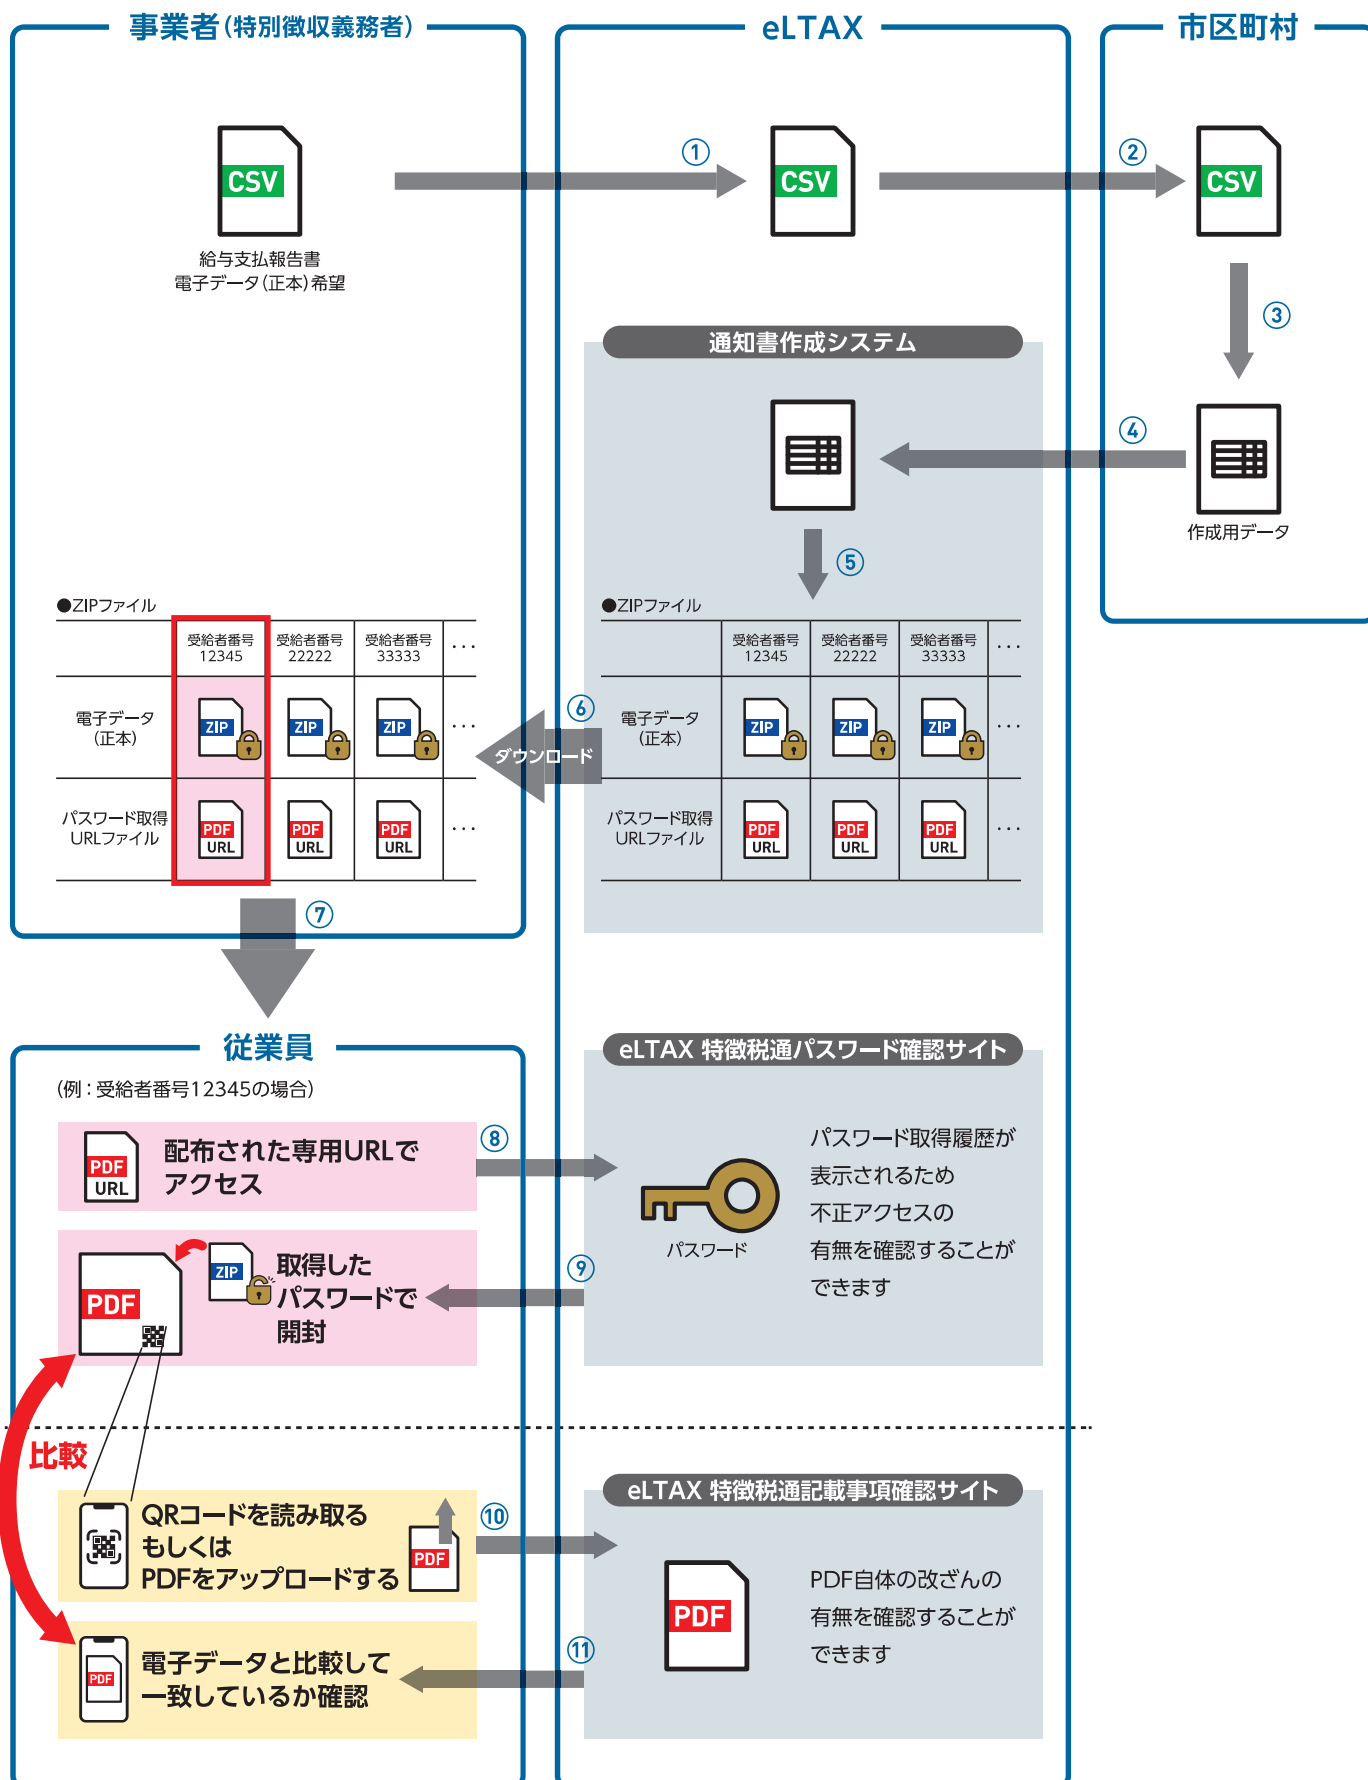 事業者(特別徴収義務者)
eLTAX
市区町村
CSV
給与支払報告書
電子データ(正本)希望
①
CSV
②
CSV
③
通知書作成システム
④
作成用データ
⑤
●ZIPファイル
受給者番号
12345
受給者番号
22222
受給者番号
33333
...
電子データ
(正本)
ZIP
ZIP
ZIP
...
パスワード取得
URLファイル
PDF
URL
PDF
URL
PDF
URL
...
⑥
ダウンロード
●ZIPファイル
受給者番号
12345
受給者番号
22222
受給者番号
33333
...
電子データ
(正本)
ZIP
ZIP
ZIP
...
パスワード取得
URLファイル
PDF
URL
PDF
URL
PDF
URL
...
⑦
従業員
(例:受給者番号12345の場合)
PDF
URL
配布された専用URLで
アクセス
⑧
eLTAX 特徴税通パスワード確認サイト
パスワード
パスワード取得履歴が
表示されるため
不正アクセスの
有無を確認することが
できます
PDF
ZIP
取得した
パスワードで
開封
⑨
比較
QRコードを読み取る
もしくは
PDFをアップロードする
PDF
⑩
eLTAX 特徴税通記載事項確認サイト
PDF
PDF自体の改ざんの
有無を確認することが
できます
PDF
電子データと比較して
一致しているか確認
⑪